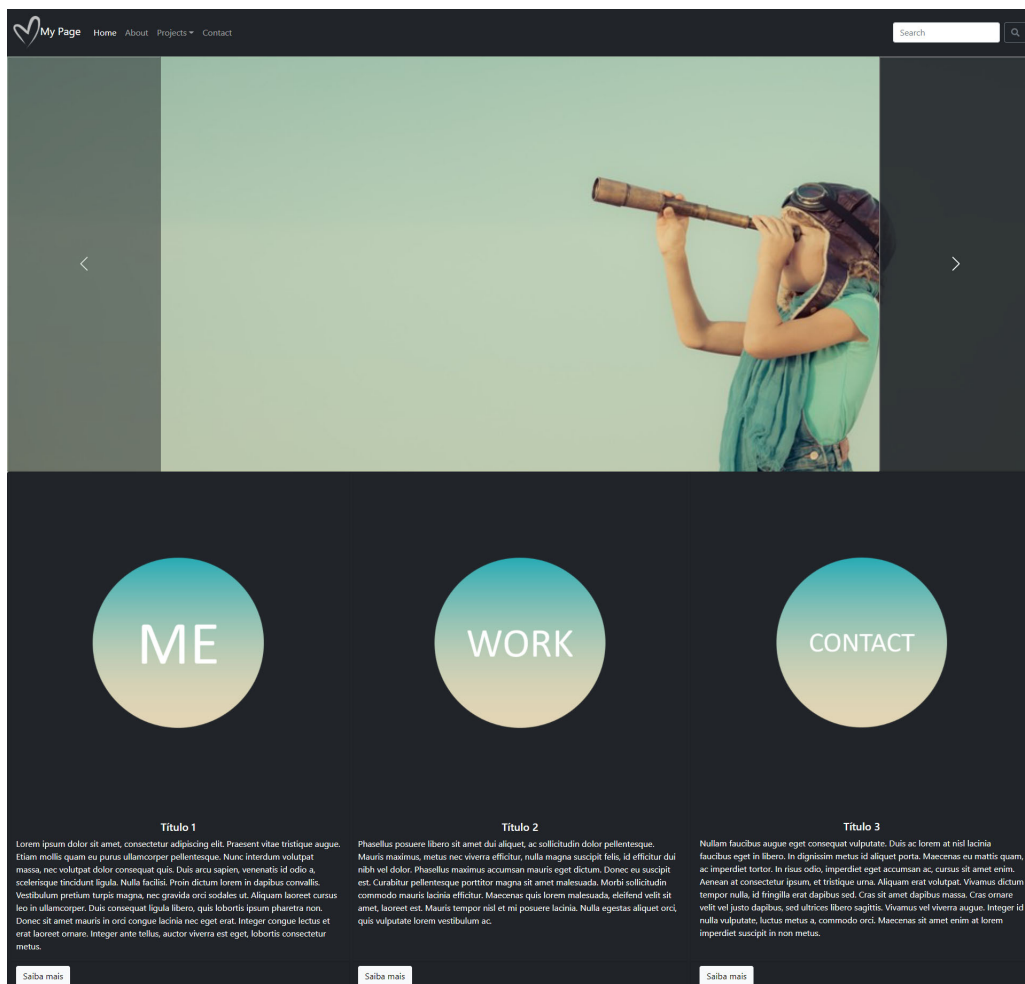 My Page Home About Projects Contact Search
ME
WORK
CONTACT
Título 1
Lorem ipsum dolor sit amet, consectetur adipiscing elit. Praesent vitae tristique augue.
Etiam mollis quam eu purus ullamcorper pellentesque. Nunc interdum volutpat
massa, nec volutpat dolor consequat quis. Duis arcu sapien, venenatis id odio a,
scelerisque tincidunt ligula. Nulla facilisi. Proin dictum lorem in dapibus convallis.
Vestibulum pretium turpis magna, nec gravida orci sodales ut. Aliquam laoreet cursus
leo in ullamcorper. Duis consequat ligula libero, quis lobortis ipsum pharetra non.
Donec sit amet mauris in orci congue lacinia nec eget erat. Integer congue lectus et
erat laoreet ornare. Integer ante tellus, auctor viverra est eget, lobortis consectetur
metus.
Saiba mais
Título 2
Phasellus posuere libero sit amet dui aliquet, ac sollicitudin dolor pellentesque.
Mauris maximus, metus nec viverra efficitur, nulla magna suscipit felis, id efficitur dui
nibh vel dolor. Phasellus maximus accumsan mauris eget dictum. Donec eu suscipit
est. Curabitur pellentesque porttitor magna sit amet malesuada. Morbi sollicitudin
commodo mauris lacinia efficitur. Maecenas quis lorem malesuada, eleifend velit sit
amet, laoreet est. Mauris tempor nisl et mi posuere lacinia. Nulla egestas aliquet orci,
quis vulputate lorem vestibulum ac.
Saiba mais
Título 3
Nullam faucibus augue eget consequat vulputate. Duis ac lorem at nisl lacinia
faucibus eget in libero. In dignissim metus id aliquet porta. Maecenas eu mattis quam,
ac imperdiet tortor. In risus odio, imperdiet eget accumsan ac, cursus sit amet enim.
Aenean at consectetur ipsum, et tristique urna. Aliquam erat volutpat. Vivamus dictum
tempor nulla, id fringilla erat dapibus sed. Cras sit amet dapibus massa. Cras ornare
velit vel justo dapibus, sed ultrices libero sagittis. Vivamus vel viverra augue. Integer id
nulla vulputate, luctus metus a, commodo orci. Maecenas sit amet enim at lorem
imperdiet suscipit in non metus.
Saiba mais